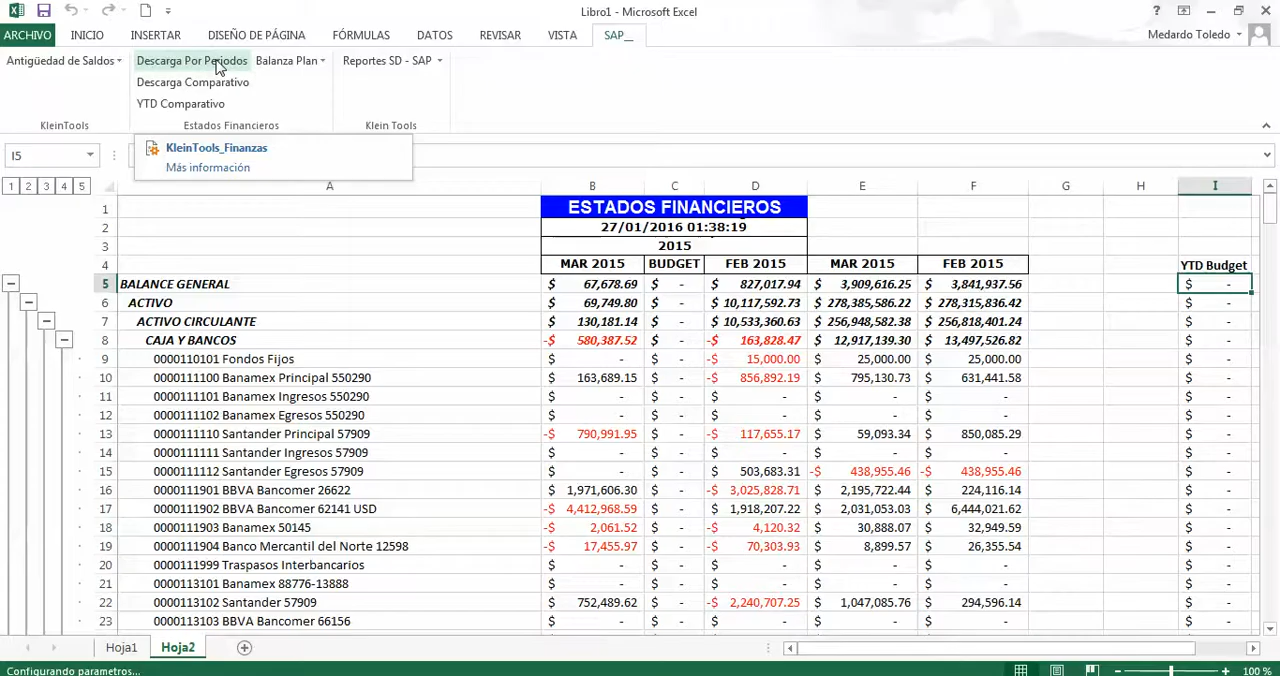 Libro1 - Microsoft Excel
ARCHIVO INICIO INSERTAR DISEÑO DE PÁGINA FÓRMULAS DATOS REVISAR VISTA SAP__ Medardo Toledo
Antigüedad de Saldos Descarga Por Periodos Balanza Plan Reportes SD - SAP
Descarga Comparativo
YTD Comparativo
KleinTools Estados Financieros Klein Tools
KleinTools_Finanzas
Más información
I5
1 2 3 4 5 A B C D E F G H I
1 ESTADOS FINANCIEROS
2 27/01/2016 01:38:19
3 2015
4 MAR 2015 BUDGET FEB 2015 MAR 2015 FEB 2015 YTD Budget
5 BALANCE GENERAL $ 67,678.69 $ - $ 827,017.94 $ 3,909,616.25 $ 3,841,937.56 $ -
6 ACTIVO $ 69,749.80 $ - $ 10,117,592.73 $ 278,385,586.22 $ 278,315,836.42 $ -
7 ACTIVO CIRCULANTE $ 130,181.14 $ - $ 10,533,360.63 $ 256,948,582.38 $ 256,818,401.24 $ -
8 CAJA Y BANCOS -$ 580,387.52 $ - -$ 163,828.47 $ 12,917,139.30 $ 13,497,526.82 $ -
9 0000110101 Fondos Fijos $ - $ - -$ 15,000.00 $ 25,000.00 $ 25,000.00 $ -
10 0000111100 Banamex Principal 550290 $ 163,689.15 $ - -$ 856,892.19 $ 795,130.73 $ 631,441.58 $ -
11 0000111101 Banamex Ingresos 550290 $ - $ - $ - $ - $ - $ -
12 0000111102 Banamex Egresos 550290 $ - $ - $ - $ - $ - $ -
13 0000111110 Santander Principal 57909 -$ 790,991.95 $ - -$ 117,655.17 $ 59,093.34 $ 850,085.29 $ -
14 0000111111 Santander Ingresos 57909 $ - $ - $ - $ - $ - $ -
15 0000111112 Santander Egresos 57909 $ - $ - $ 503,683.31 -$ 438,955.46 -$ 438,955.46 $ -
16 0000111901 BBVA Bancomer 26622 $ 1,971,606.30 $ - -$ 3,025,828.71 $ 2,195,722.44 $ 224,116.14 $ -
17 0000111902 BBVA Bancomer 62141 USD -$ 4,412,968.59 $ - $ 1,918,207.22 $ 2,031,053.03 $ 6,444,021.62 $ -
18 0000111903 Banamex 50145 -$ 2,061.52 $ - -$ 4,120.32 $ 30,888.07 $ 32,949.59 $ -
19 0000111904 Banco Mercantil del Norte 12598 -$ 17,455.97 $ - -$ 70,303.93 $ 8,899.57 $ 26,355.54 $ -
20 0000111999 Traspasos Interbancarios $ - $ - $ - $ - $ - $ -
21 0000113101 Banamex 88776-13888 $ - $ - $ - $ - $ - $ -
22 0000113102 Santander 57909 $ 752,489.62 $ - -$ 2,240,707.25 $ 1,047,085.76 $ 294,596.14 $ -
23 0000113103 BBVA Bancomer 66156 $ - $ - $ - $ - $ - $ -
Hoja1 Hoja2
Configurando parametros... 100 %